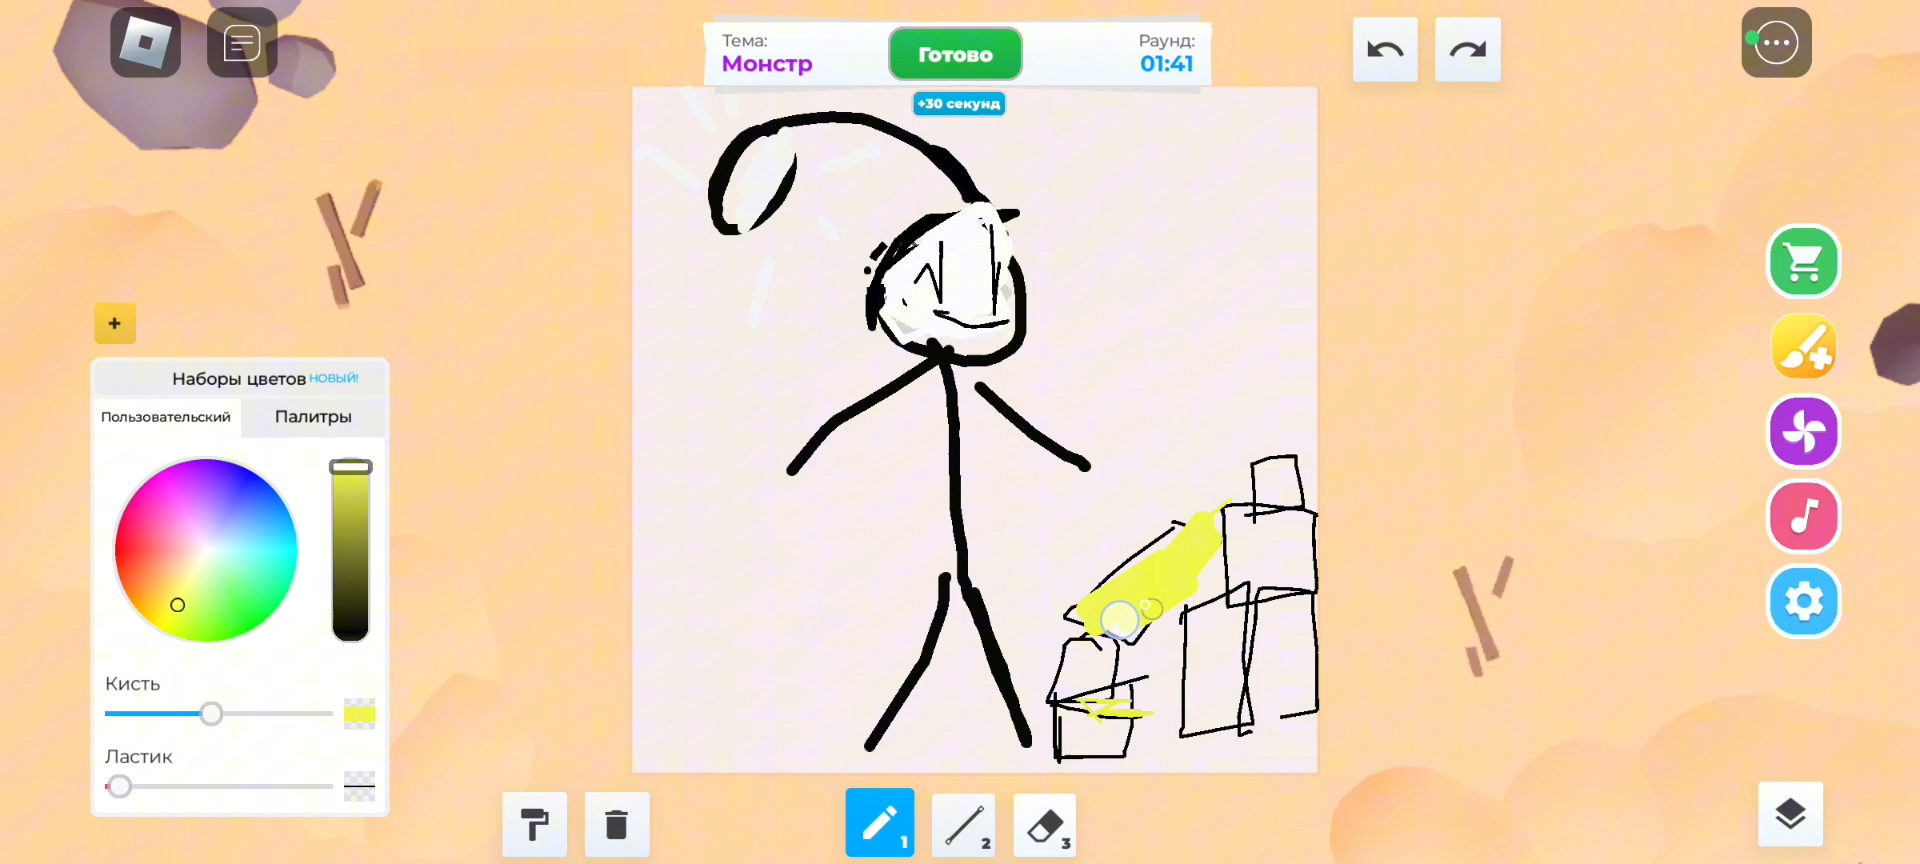 Тема:
Монстр
Готово
Раунд:
01:41
+30 секунд
+
Наборы цветов НОВЫЙ!
Пользовательский
Палитры
Кисть
Ластик
1
2
3